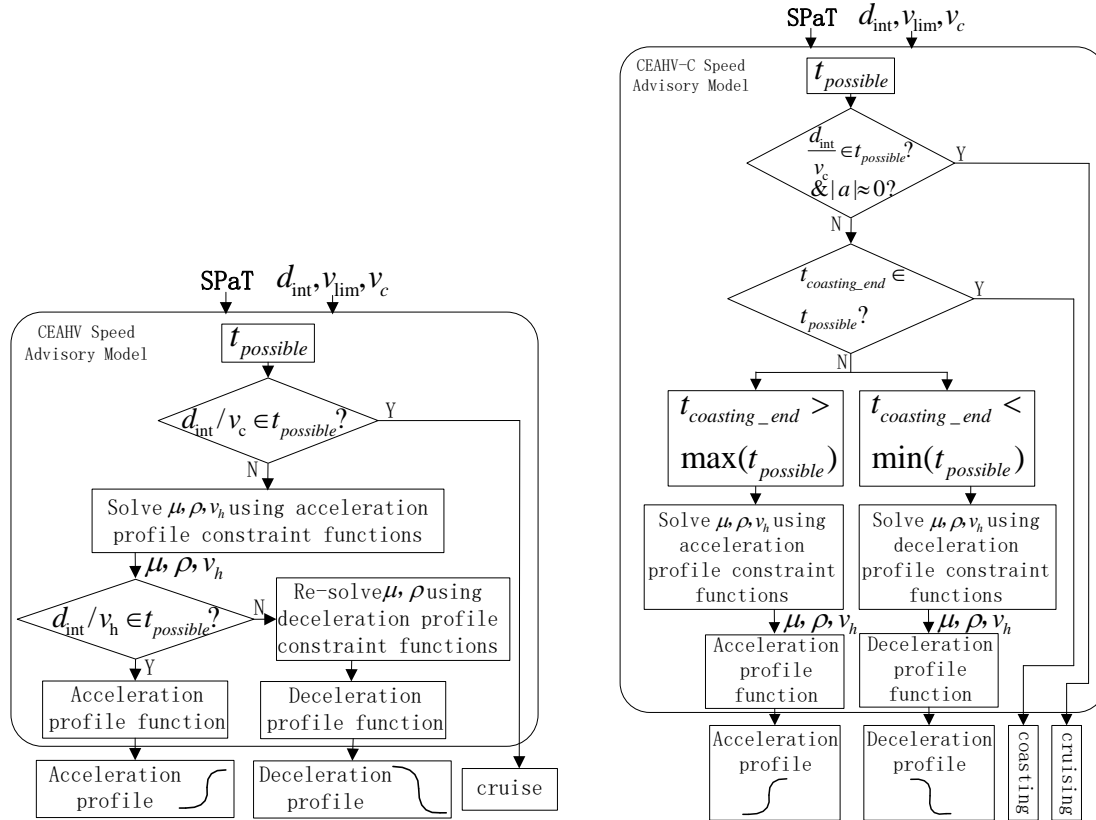 SPaT d_int, v_lim, v_c
CEAHV Speed
Advisory Model
t_possible
d_int / v_c ∈ t_possible?
Y
N
Solve μ, ρ, v_h using acceleration
profile constraint functions
μ, ρ, v_h
d_int / v_h ∈ t_possible?
N
Y
Re-solve μ, ρ using
deceleration profile
constraint functions
Acceleration
profile function
Deceleration
profile function
Acceleration
profile
Deceleration
profile
cruise
SPaT d_int, v_lim, v_c
CEAHV-C Speed
Advisory Model
t_possible
d_int / v_c ∈ t_possible?
& |a| ≈ 0?
Y
N
t_coasting_end ∈
t_possible?
Y
N
t_coasting_end >
max(t_possible)
t_coasting_end <
min(t_possible)
Solve μ, ρ, v_h using
acceleration
profile constraint
functions
Solve μ, ρ, v_h using
deceleration
profile constraint
functions
μ, ρ, v_h
μ, ρ, v_h
Acceleration
profile
function
Deceleration
profile
function
Acceleration
profile
Deceleration
profile
coasting
cruising